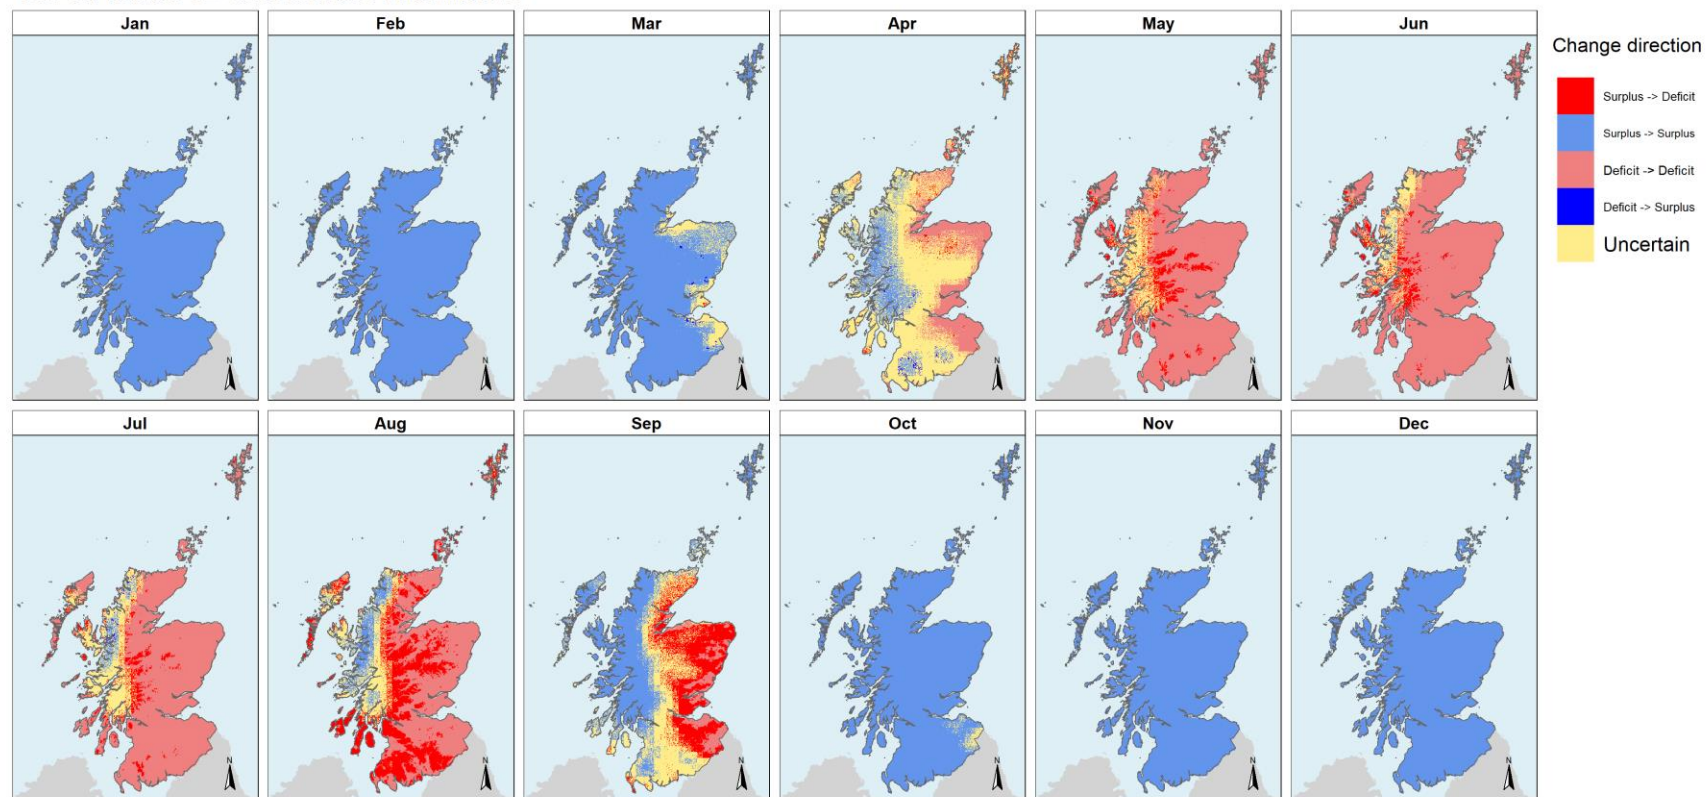 Jan
Feb
Mar
Apr
May
Jun
Change direction
Surplus -> Deficit
Surplus -> Surplus
Deficit -> Deficit
Deficit -> Surplus
Uncertain
N
N
N
N
N
N
Jul
Aug
Sep
Oct
Nov
Dec
N
N
N
N
N
N